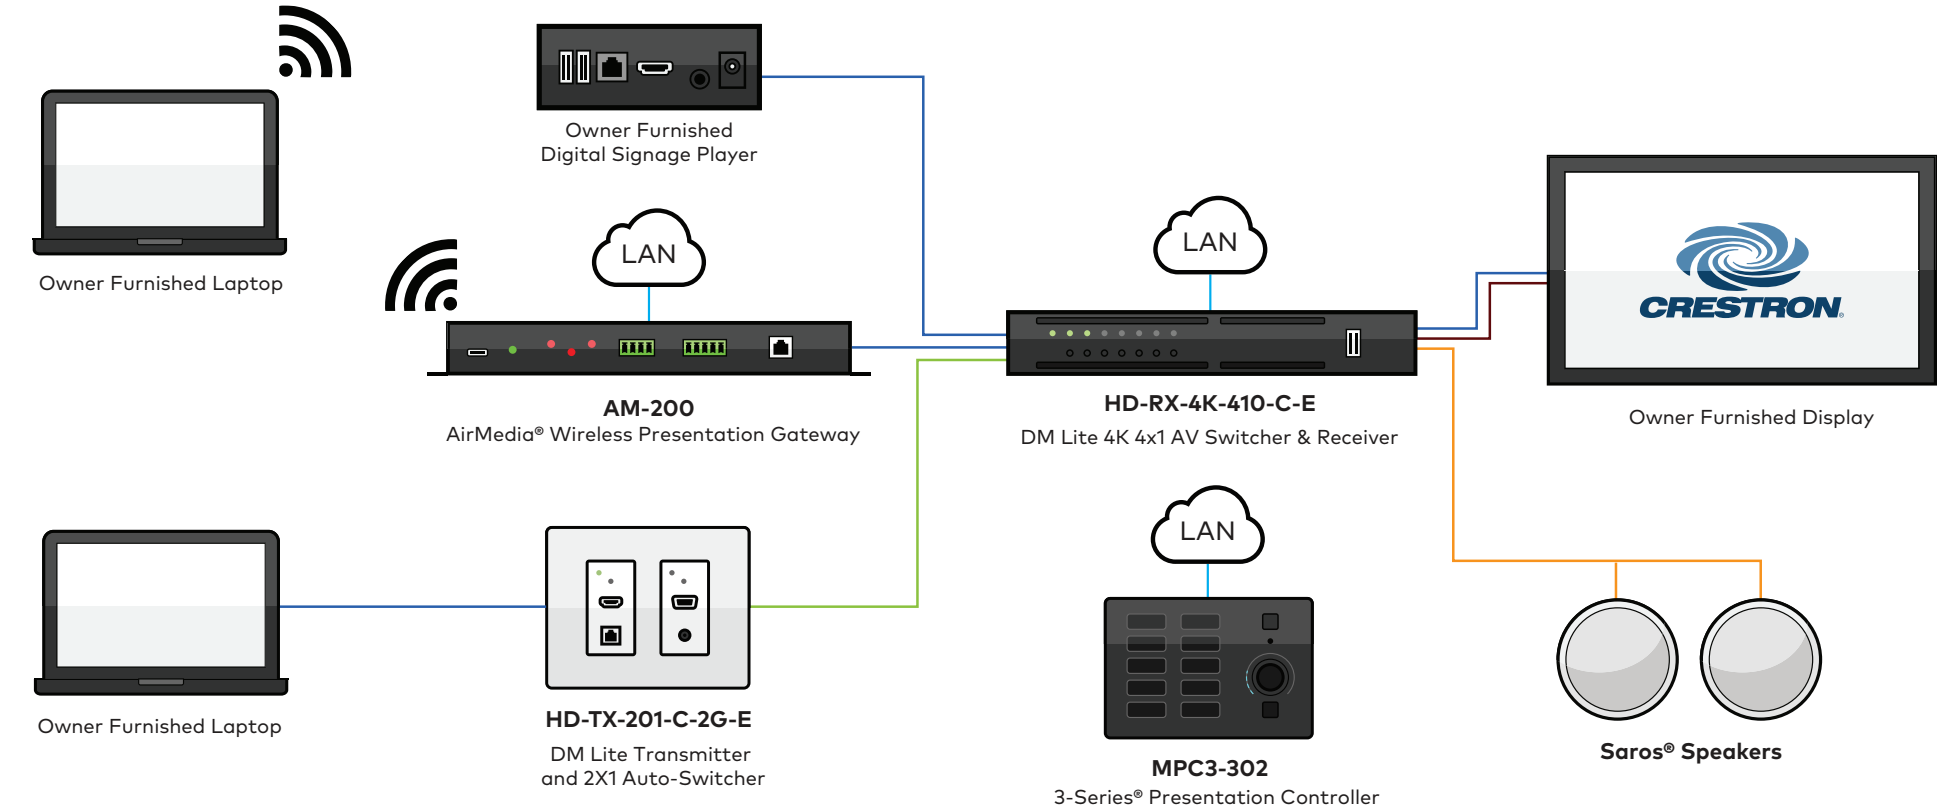 Owner Furnished
Digital Signage Player
LAN
LAN
Owner Furnished Laptop
CRESTRON®
AM-200
AirMedia® Wireless Presentation Gateway
HD-RX-4K-410-C-E
DM Lite 4K 4x1 AV Switcher & Receiver
Owner Furnished Display
LAN
Owner Furnished Laptop
HD-TX-201-C-2G-E
DM Lite Transmitter
and 2X1 Auto-Switcher
MPC3-302
3-Series® Presentation Controller
Saros® Speakers